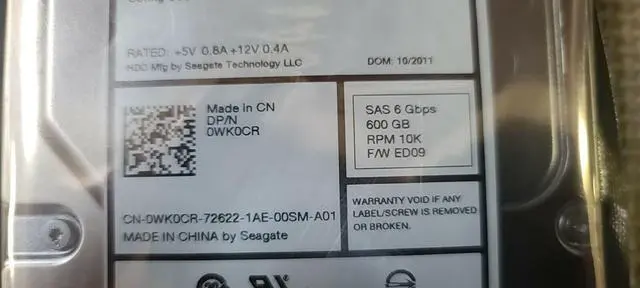 RATED: +5V 0.8A +12V 0.4A
HDD Mfg by Seagate Technology LLC
DOM: 10/2011
Made in CN
DP/N
0WK0CR
CN-0WK0CR-72622-1AE-00SM-A01
MADE IN CHINA by Seagate
SAS 6 Gbps
600 GB
RPM 10K
F/W ED09
WARRANTY VOID IF ANY
LABEL/SCREW IS REMOVED
OR BROKEN.